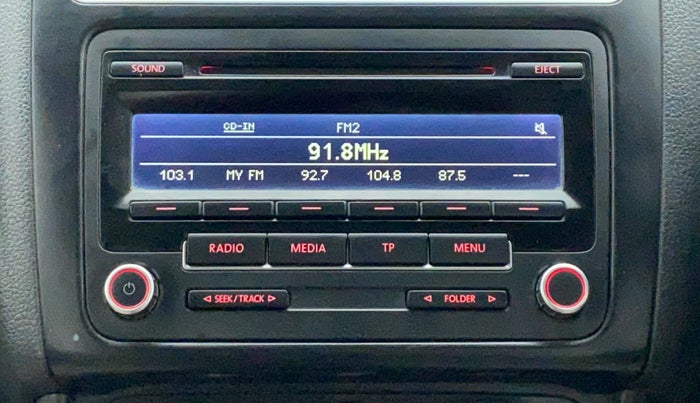 SOUND EJECT
CD-IN FM2
91.8MHz
103.1 MY FM 92.7 104.8 87.5 ---
RADIO MEDIA TP MENU
SEEK/TRACK FOLDER